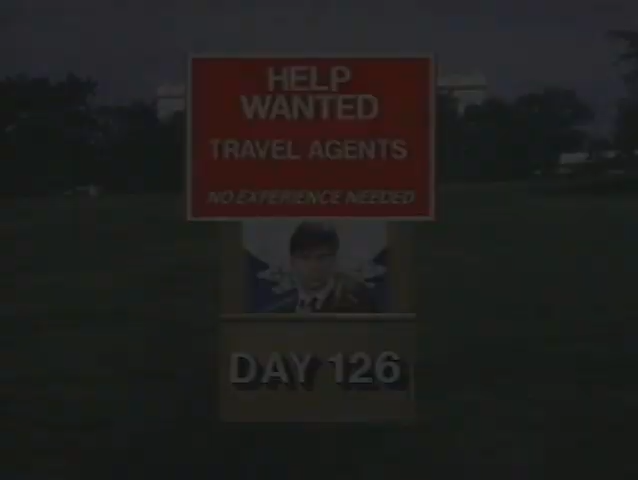 HELP
WANTED
TRAVEL AGENTS
NO EXPERIENCE NEEDED
DAY 126